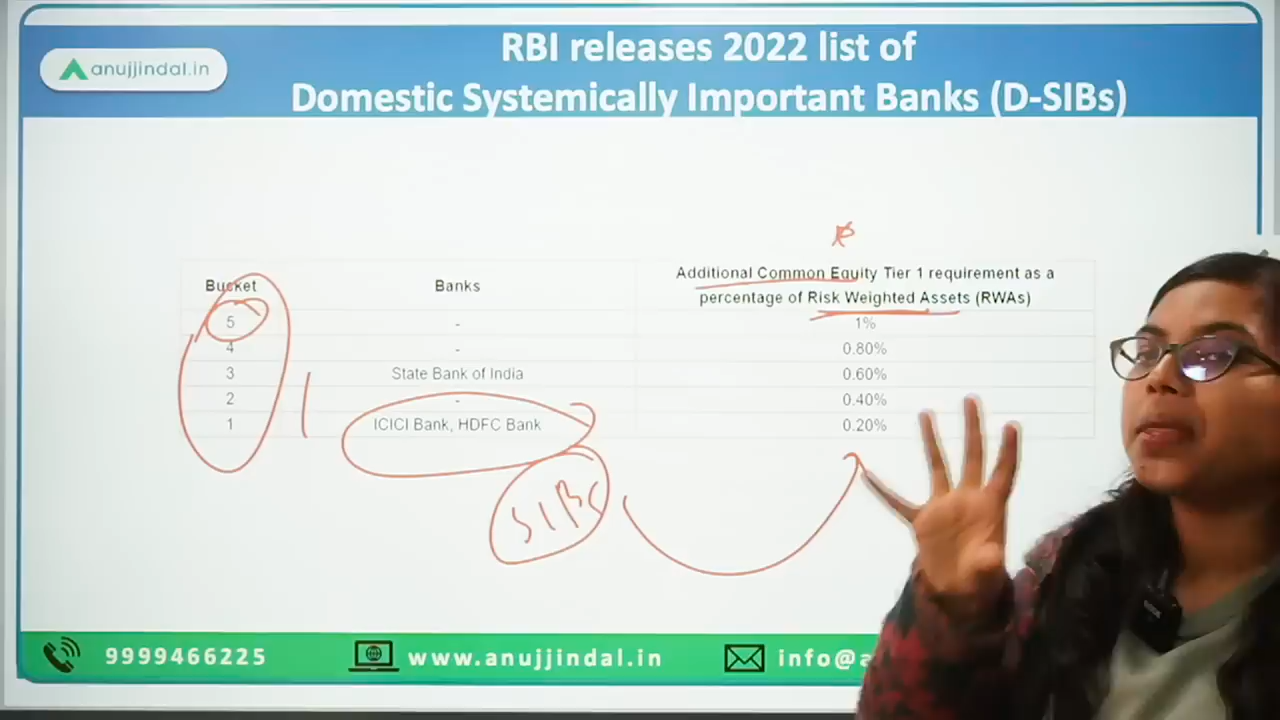 anujjindal.in
RBI releases 2022 list of
Domestic Systemically Important Banks (D-SIBs)
Bucket Banks Additional Common Equity Tier 1 requirement as a
percentage of Risk Weighted Assets (RWAs)
5 - 1%
4 - 0.80%
3 State Bank of India 0.60%
2 - 0.40%
1 ICICI Bank, HDFC Bank 0.20%
9999466225 www.anujjindal.in info@a